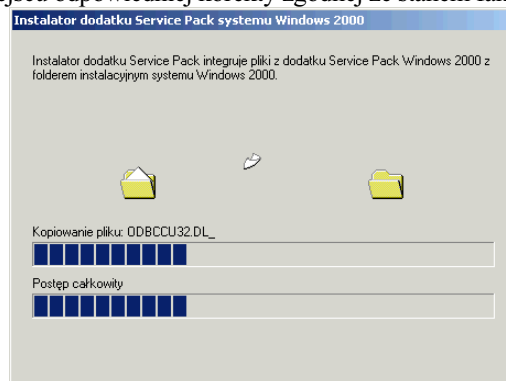 odpowiedniej
Instalator dodatku Service Pack systemu Windows 2000
Instalator dodatku Service Pack integruje pliki z dodatku Service Pack Windows 2000 z
folderem instalacyjnym systemu Windows 2000.
Kopiowanie pliku: ODBCCU32.DL_
Postęp całkowity